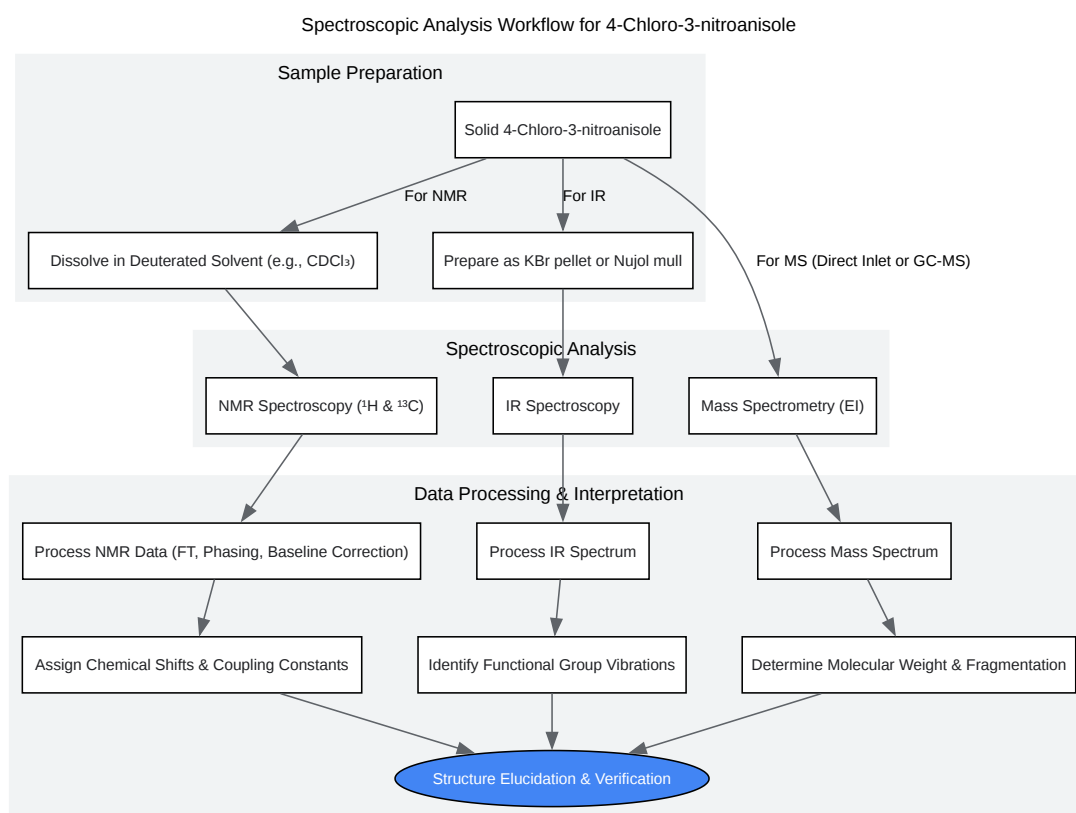 Spectroscopic Analysis Workflow for 4-Chloro-3-nitroanisole
Sample Preparation
Solid 4-Chloro-3-nitroanisole
For NMR
For IR
Dissolve in Deuterated Solvent (e.g., CDCl₃)
Prepare as KBr pellet or Nujol mull
For MS (Direct Inlet or GC-MS)
Spectroscopic Analysis
NMR Spectroscopy (¹H & ¹³C)
IR Spectroscopy
Mass Spectrometry (EI)
Data Processing & Interpretation
Process NMR Data (FT, Phasing, Baseline Correction)
Process IR Spectrum
Process Mass Spectrum
Assign Chemical Shifts & Coupling Constants
Identify Functional Group Vibrations
Determine Molecular Weight & Fragmentation
Structure Elucidation & Verification